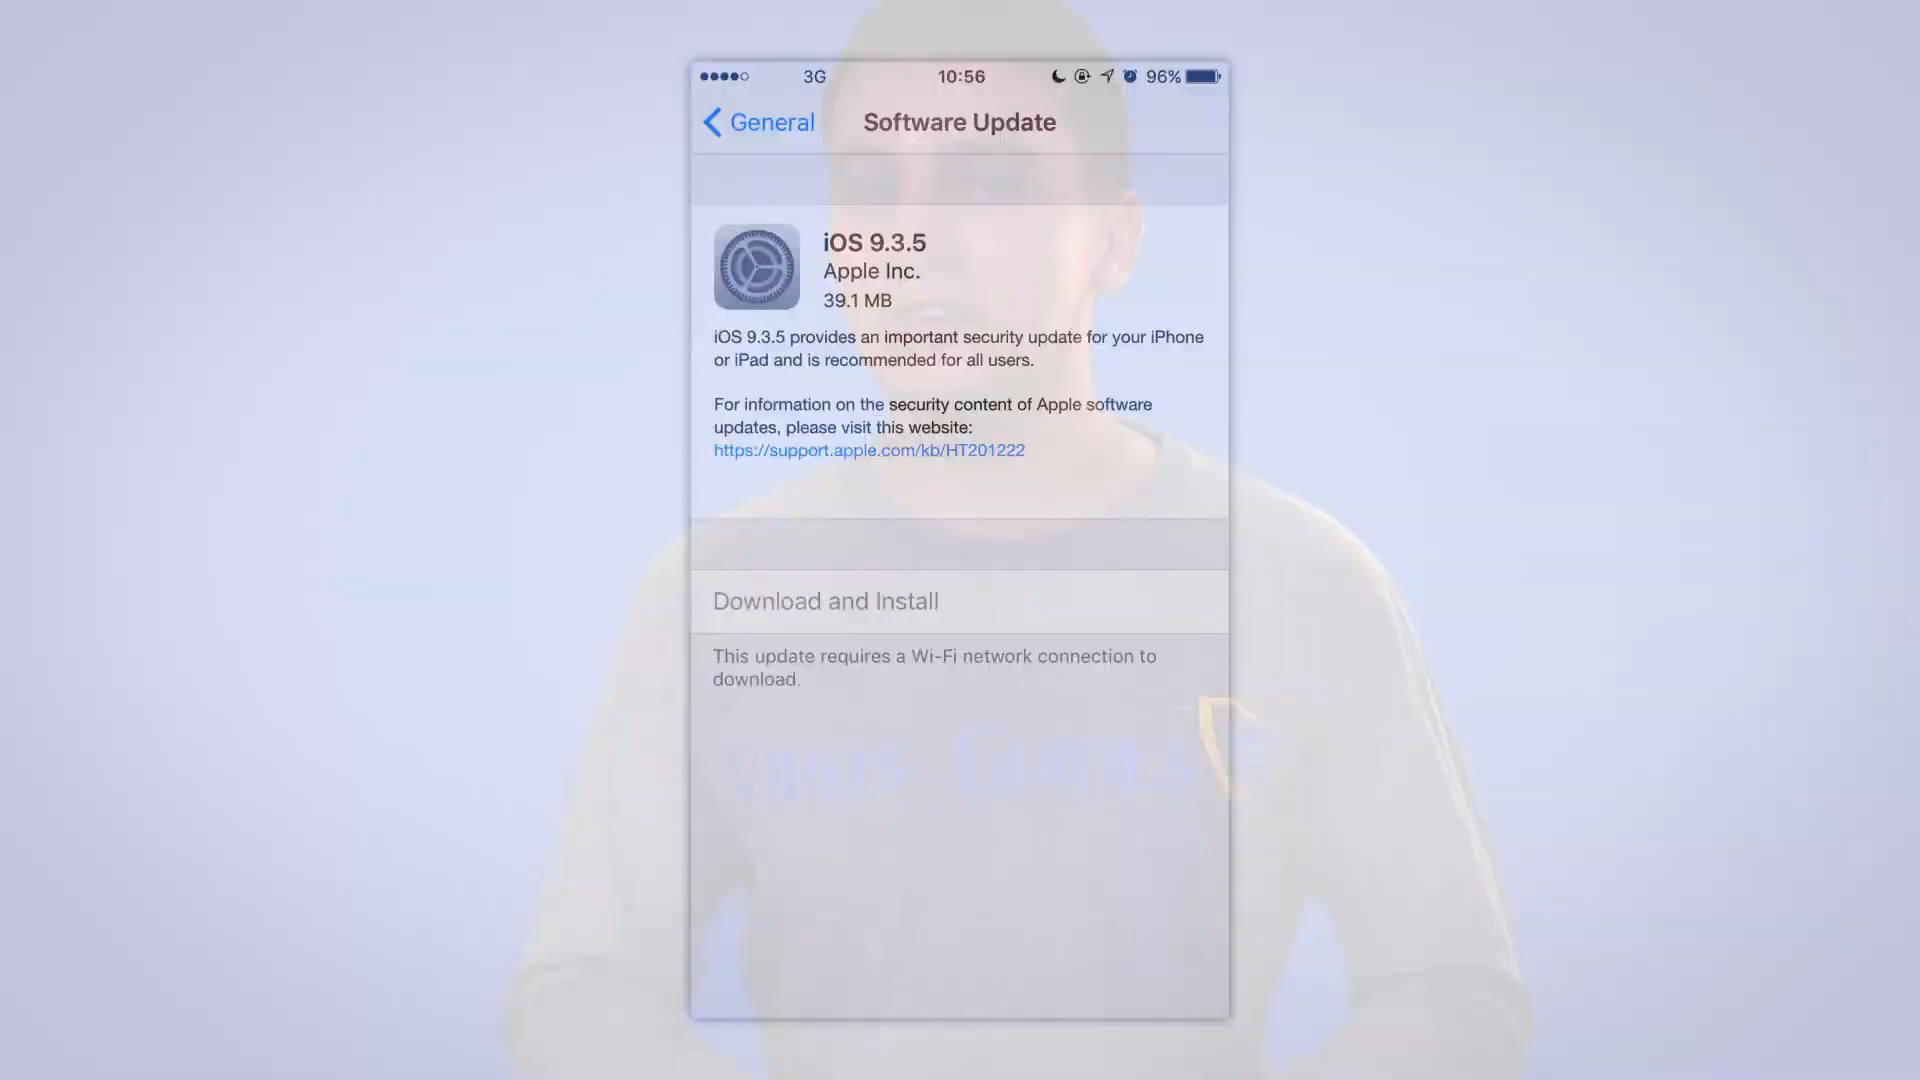 3G 10:56 96%
General Software Update
iOS 9.3.5
Apple Inc.
39.1 MB
iOS 9.3.5 provides an important security update for your iPhone
or iPad and is recommended for all users.
For information on the security content of Apple software
updates, please visit this website:
https://support.apple.com/kb/HT201222
Download and Install
This update requires a Wi-Fi network connection to
download.